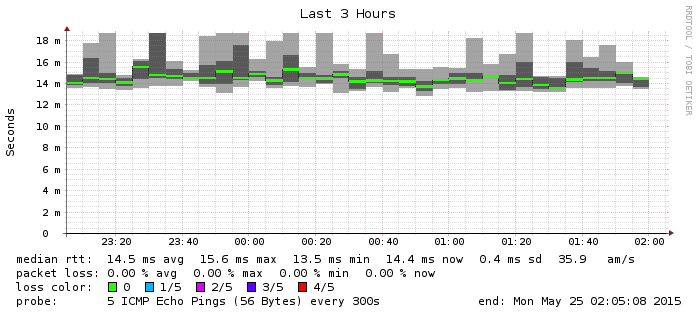 Last 3 Hours
RRDTOOL / TOBI OETIKER
Seconds
18 m
16 m
14 m
12 m
10 m
8 m
6 m
4 m
2 m
0
23:20 23:40 00:00 00:20 00:40 01:00 01:20 01:40 02:00
median rtt: 14.5 ms avg 15.6 ms max 13.5 ms min 14.4 ms now 0.4 ms sd 35.9 am/s
packet loss: 0.00 % avg 0.00 % max 0.00 % min 0.00 % now
loss color: 0 1/5 2/5 3/5 4/5
probe: 5 ICMP Echo Pings (56 Bytes) every 300s end: Mon May 25 02:05:08 2015